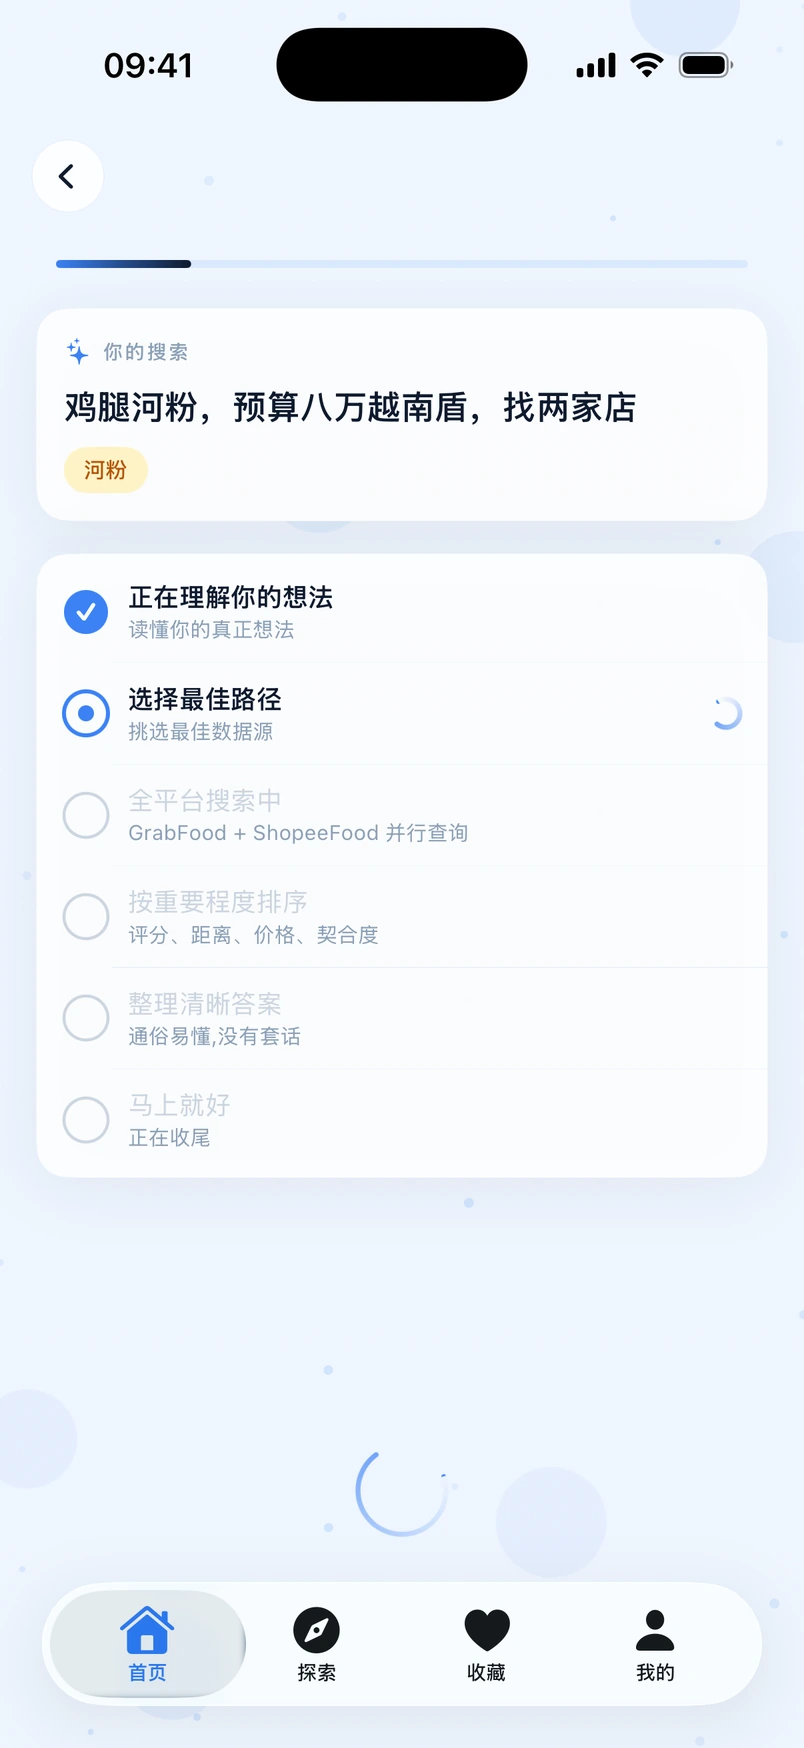 09:41
你的搜索
鸡腿河粉，预算八万越南盾，找两家店
河粉
正在理解你的想法
读懂你的真正想法
选择最佳路径
挑选最佳数据源
全平台搜索中
GrabFood + ShopeeFood 并行查询
按重要程度排序
评分、距离、价格、契合度
整理清晰答案
通俗易懂,没有套话
马上就好
正在收尾
首页
探索
收藏
我的